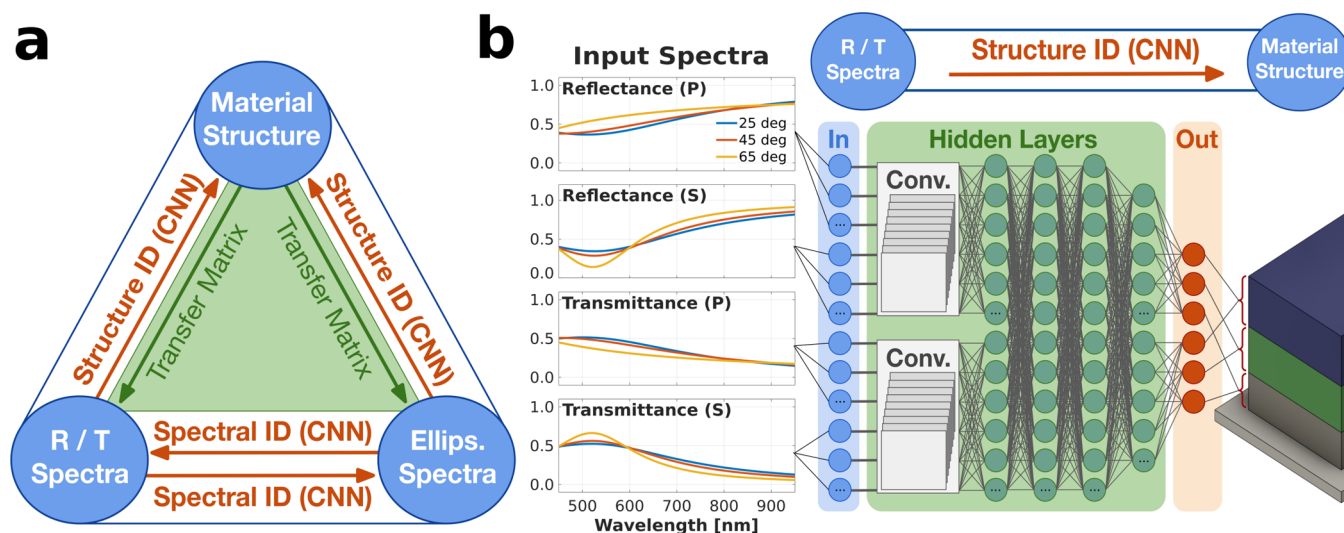 a
Material
Structure
Structure ID (CNN)
Transfer Matrix
Transfer Matrix
Structure ID (CNN)
R / T
Spectra
Spectral ID (CNN)
Spectral ID (CNN)
Ellips.
Spectra
b
Input Spectra
Reflectance (P)
1.0
0.5
0.0
25 deg
45 deg
65 deg
Reflectance (S)
1.0
0.5
0.0
Transmittance (P)
1.0
0.5
0.0
Transmittance (S)
1.0
0.5
0.0
500 600 700 800 900
Wavelength [nm]
R / T
Spectra
Structure ID (CNN)
Material
Structure
In
Hidden Layers
Out
Conv.
Conv.
...
...
...
...
...
...
...
...
...
...
...
...